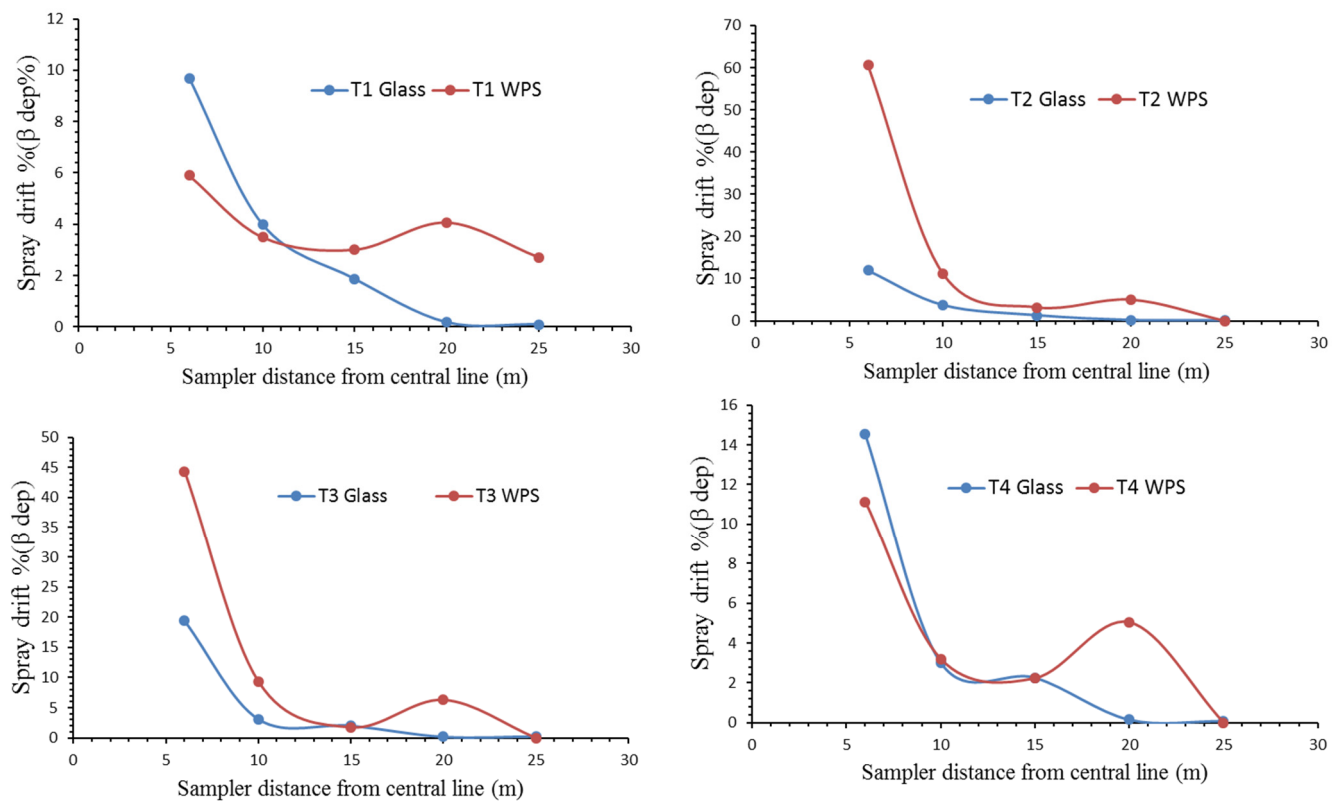 12
10
8
6
4
2
0
Spray drift %(β dep%)
T1 Glass T1 WPS
0 5 10 15 20 25 30
Sampler distance from central line (m)
70
60
50
40
30
20
10
0
Spray drift %(β dep)
T2 Glass T2 WPS
0 5 10 15 20 25 30
Sampler distance from central line (m)
50
45
40
35
30
25
20
15
10
5
0
Spray drift %(β dep)
T3 Glass T3 WPS
0 5 10 15 20 25 30
Sampler distance from central line (m)
16
14
12
10
8
6
4
2
0
Spray drift %(β dep)
T4 Glass T4 WPS
0 5 10 15 20 25 30
Sampler distance from central line (m)